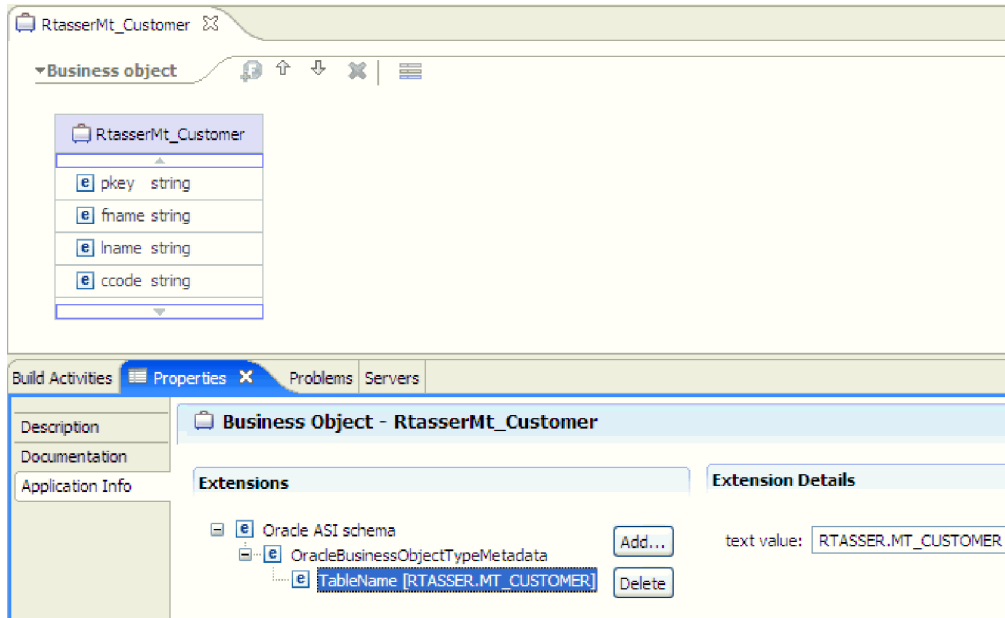 RtasserMt_Customer
Business object
RtasserMt_Customer
pkey string
fname string
lname string
ccode string
Build Activities Properties Problems Servers
Description
Documentation
Application Info
Business Object - RtasserMt_Customer
Extensions
Oracle ASI schema
OracleBusinessObjectTypeMetadata
TableName [RTASSER.MT_CUSTOMER]
Add...
Delete
Extension Details
text value: RTASSER.MT_CUSTOMER